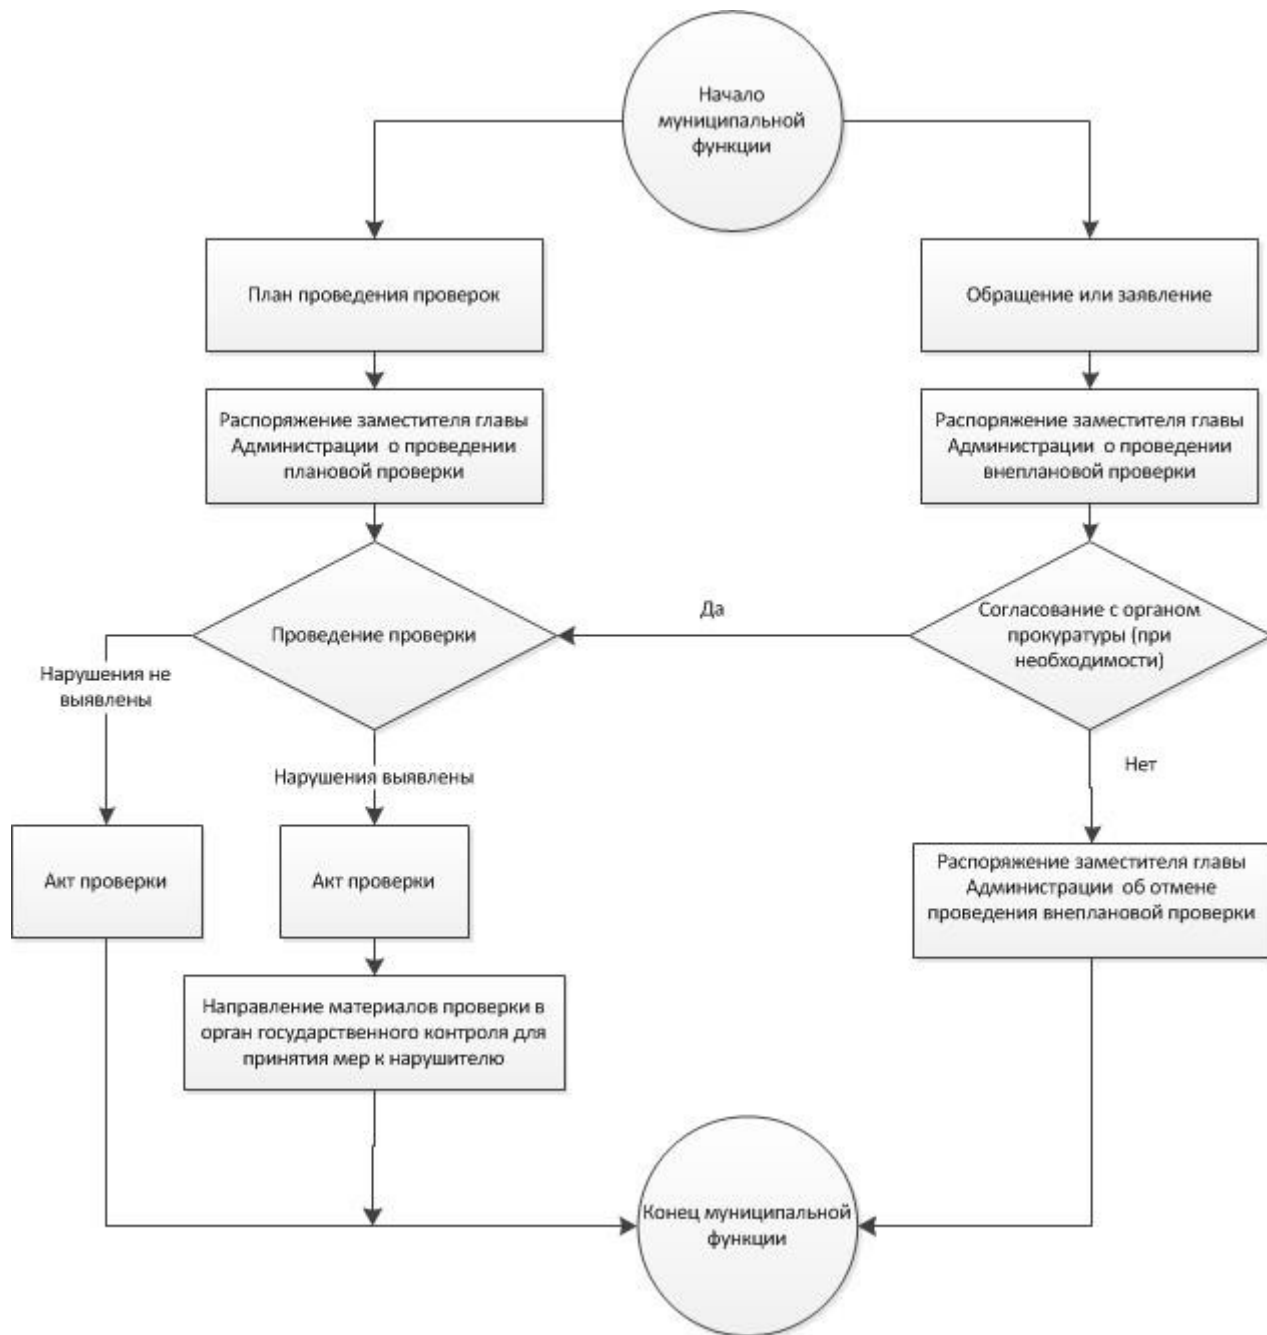 Начало
муниципальной
функции
План проведения проверок
Обращение или заявление
Распоряжение заместителя главы
Администрации о проведении
плановой проверки
Распоряжение заместителя главы
Администрации о проведении
внеплановой проверки
Проведение проверки
Да
Согласование с органом
прокуратуры (при
необходимости)
Нарушения не
выявлены
Нарушения выявлены
Нет
Акт проверки
Акт проверки
Распоряжение заместителя главы
Администрации об отмене
проведения внеплановой проверки
Направление материалов проверки в
орган государственного контроля для
принятия мер к нарушителю
Конец муниципальной
функции